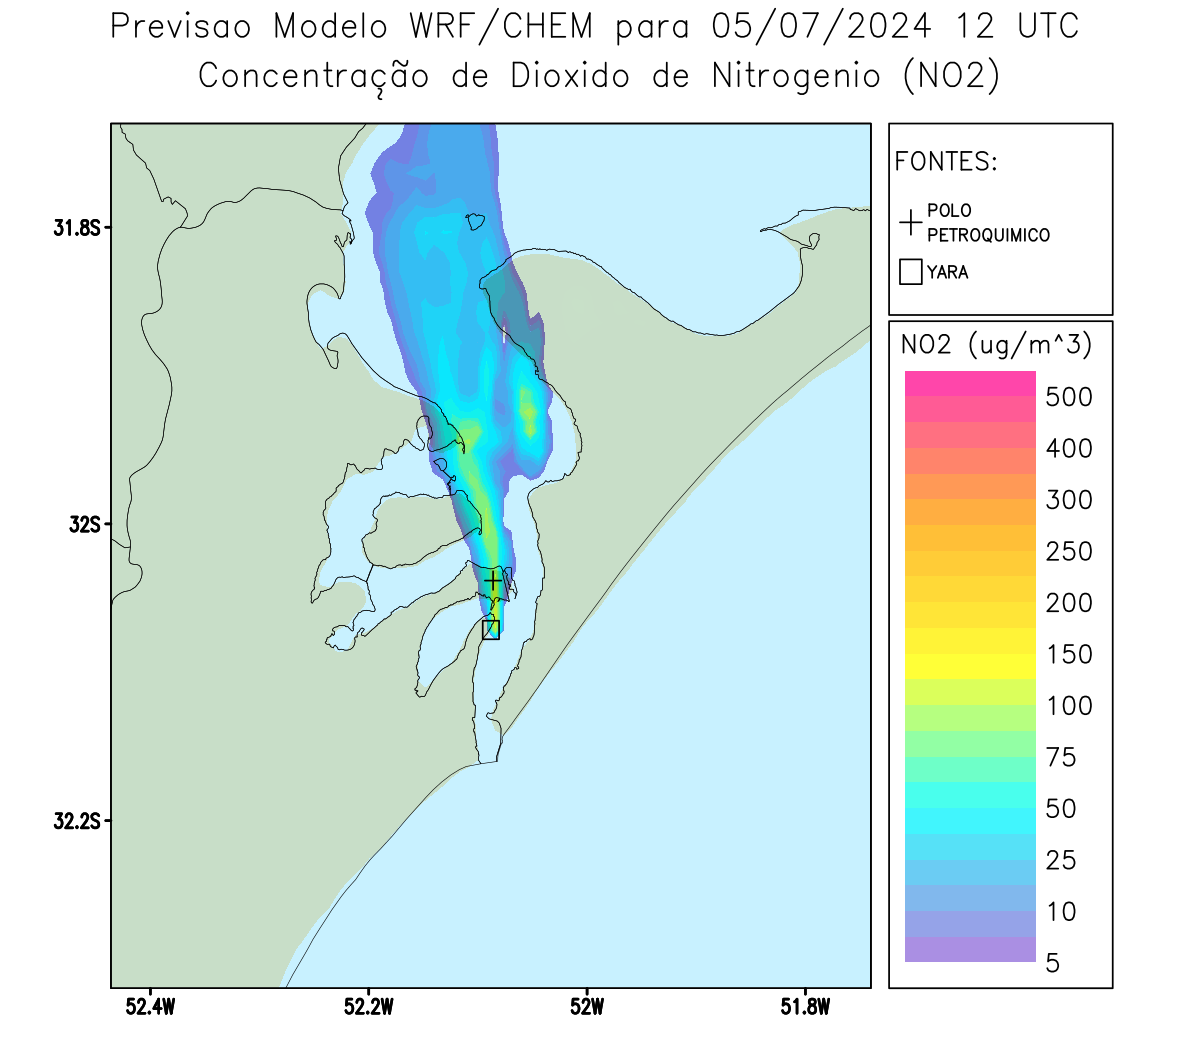 Previsao Modelo WRF/CHEM para 05/07/2024 12 UTC
Concentração de Dioxido de Nitrogenio (NO2)
FONTES:
POLO
PETROQUIMICO
YARA
NO2 (ug/m^3)
500
400
300
250
200
150
100
75
50
25
10
5
31.8S
32S
32.2S
52.4W
52.2W
52W
51.8W